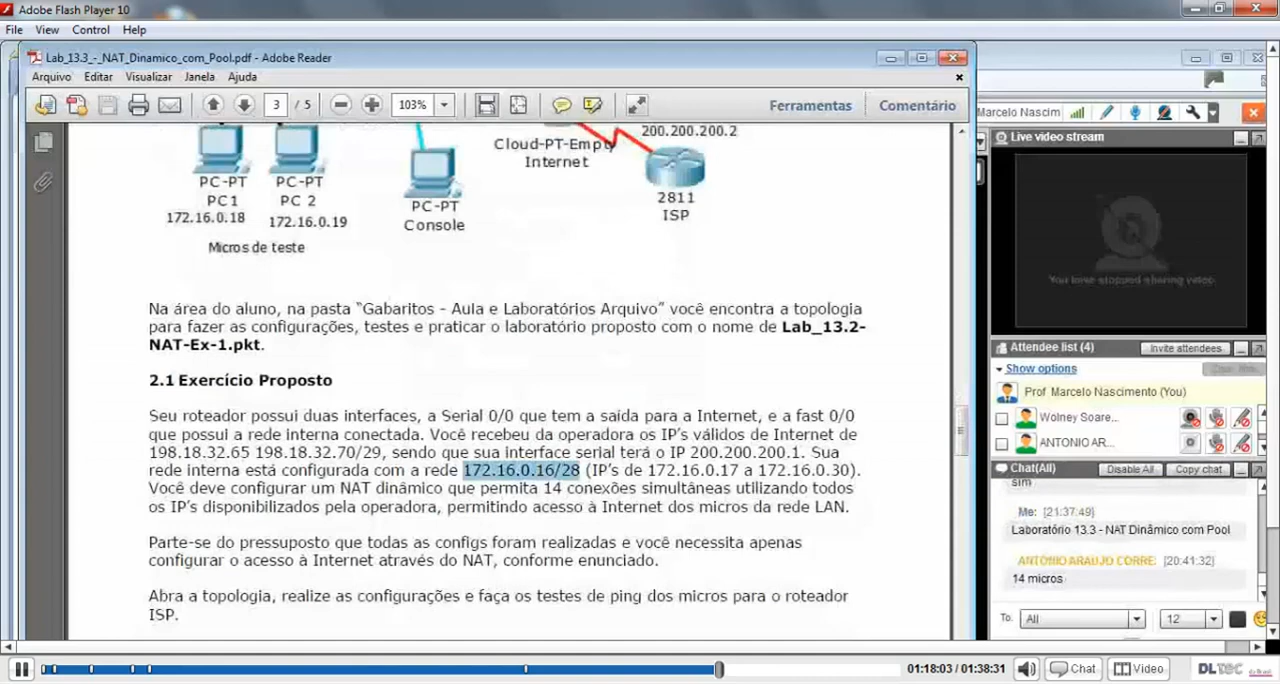 Adobe Flash Player 10
File View Control Help
Lab_13.3_-_NAT_Dinamico_com_Pool.pdf - Adobe Reader
Arquivo Editar Visualizar Janela Ajuda
3 / 5 103% Ferramentas Comentário
Marcelo Nascim
200.200.200.2
Cloud-PT-Empty
Internet
PC-PT
PC1
172.16.0.18
PC-PT
PC 2
172.16.0.19
PC-PT
Console
2811
ISP
Micros de teste
Na área do aluno, na pasta “Gabaritos - Aula e Laboratórios Arquivo” você encontra a topologia
para fazer as configurações, testes e praticar o laboratório proposto com o nome de Lab_13.2-
NAT-Ex-1.pkt.
2.1 Exercício Proposto
Seu roteador possui duas interfaces, a Serial 0/0 que tem a saída para a Internet, e a fast 0/0
que possui a rede interna conectada. Você recebeu da operadora os IP’s válidos de Internet de
198.18.32.65 198.18.32.70/29, sendo que sua interface serial terá o IP 200.200.200.1. Sua
rede interna está configurada com a rede 172.16.0.16/28 (IP’s de 172.16.0.17 a 172.16.0.30).
Você deve configurar um NAT dinâmico que permita 14 conexões simultâneas utilizando todos
os IP’s disponibilizados pela operadora, permitindo acesso à Internet dos micros da rede LAN.
Parte-se do pressuposto que todas as configs foram realizadas e você necessita apenas
configurar o acesso à Internet através do NAT, conforme enunciado.
Abra a topologia, realize as configurações e faça os testes de ping dos micros para o roteador
ISP.
Live video stream
Attendee list (4) Invite attendees
Show options
Prof Marcelo Nascimento (You)
Wolney Soare...
ANTONIO AR...
Chat(All) Disable All Copy chat
sim
Me: [21:37:49]
Laboratório 13.3 - NAT Dinâmico com Pool
ANTONIO ARAUJO CORRE: [20:41:32]
14 micros
To: All 12
01:18:03 / 01:38:31 Chat Video DLTEC